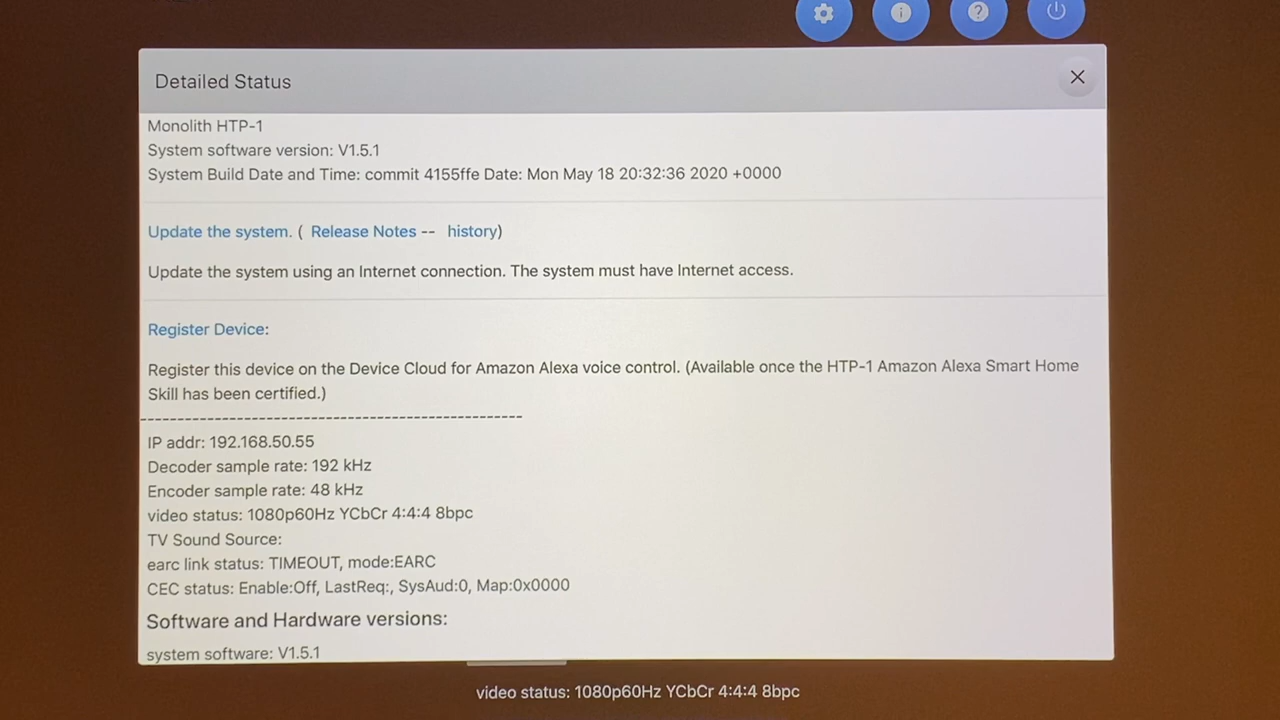 Detailed Status
Monolith HTP-1
System software version: V1.5.1
System Build Date and Time: commit 4155ffe Date: Mon May 18 20:32:36 2020 +0000
Update the system. ( Release Notes -- history)
Update the system using an Internet connection. The system must have Internet access.
Register Device:
Register this device on the Device Cloud for Amazon Alexa voice control. (Available once the HTP-1 Amazon Alexa Smart Home
Skill has been certified.)
---------------------------------------------------
IP addr: 192.168.50.55
Decoder sample rate: 192 kHz
Encoder sample rate: 48 kHz
video status: 1080p60Hz YCbCr 4:4:4 8bpc
TV Sound Source:
earc link status: TIMEOUT, mode:EARC
CEC status: Enable:Off, LastReq:, SysAud:0, Map:0x0000
Software and Hardware versions:
system software: V1.5.1
video status: 1080p60Hz YCbCr 4:4:4 8bpc